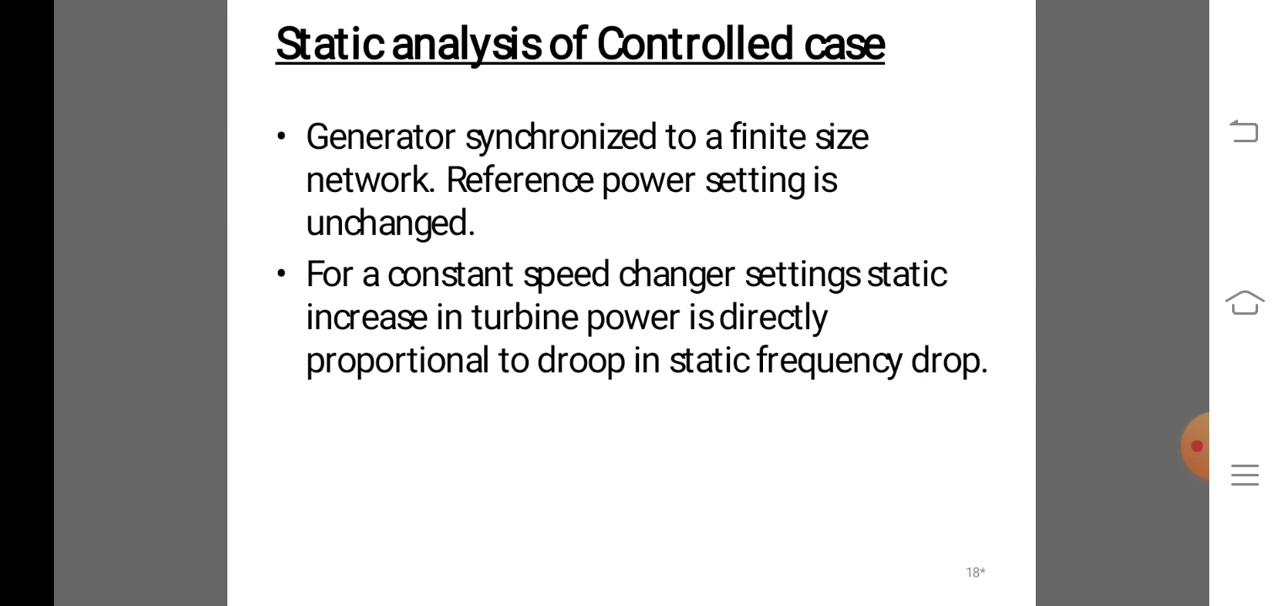 Static analysis of Controlled case
• Generator synchronized to a finite size
network. Reference power setting is
unchanged.
• For a constant speed changer settings static
increase in turbine power is directly
proportional to droop in static frequency drop.
18*